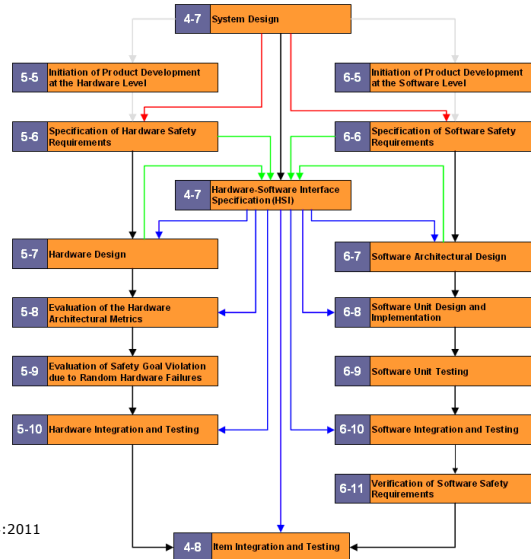 4-7 System Design
5-5 Initiation of Product Development
at the Hardware Level
6-5 Initiation of Product Development
at the Software Level
5-6 Specification of Hardware Safety
Requirements
6-6 Specification of Software Safety
Requirements
4-7 Hardware-Software Interface
Specification (HSI)
5-7 Hardware Design
6-7 Software Architectural Design
5-8 Evaluation of the Hardware
Architectural Metrics
6-8 Software Unit Design and
Implementation
5-9 Evaluation of Safety Goal Violation
due to Random Hardware Failures
6-9 Software Unit Testing
5-10 Hardware Integration and Testing
6-10 Software Integration and Testing
6-11 Verification of Software Safety
Requirements
:2011
4-8 Item Integration and Testing